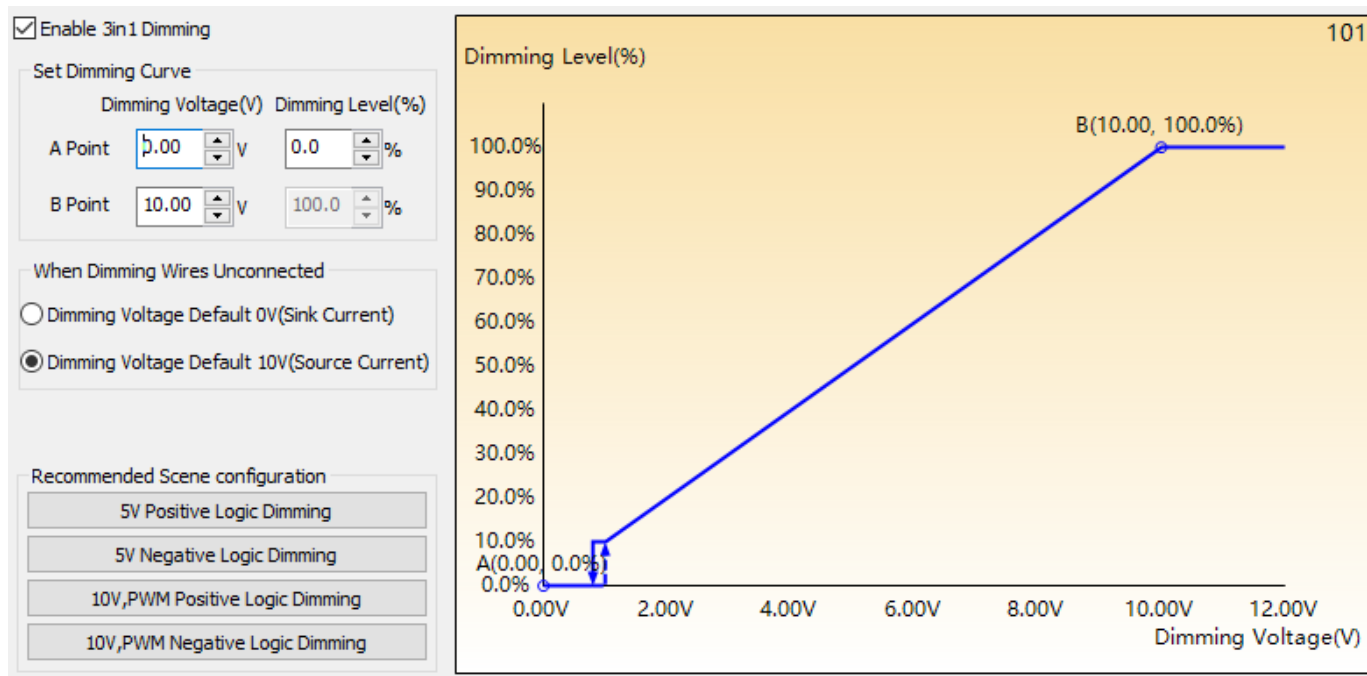 Enable 3in1 Dimming
Set Dimming Curve
Dimming Voltage(V) Dimming Level(%)
A Point 0.00 V 0.0 %
B Point 10.00 V 100.0 %
When Dimming Wires Unconnected
Dimming Voltage Default 0V(Sink Current)
Dimming Voltage Default 10V(Source Current)
Recommended Scene configuration
5V Positive Logic Dimming
5V Negative Logic Dimming
10V,PWM Positive Logic Dimming
10V,PWM Negative Logic Dimming
101
Dimming Level(%)
B(10.00, 100.0%)
100.0%
90.0%
80.0%
70.0%
60.0%
50.0%
40.0%
30.0%
20.0%
10.0%
A(0.00, 0.0%)
0.0%
0.00V 2.00V 4.00V 6.00V 8.00V 10.00V 12.00V
Dimming Voltage(V)